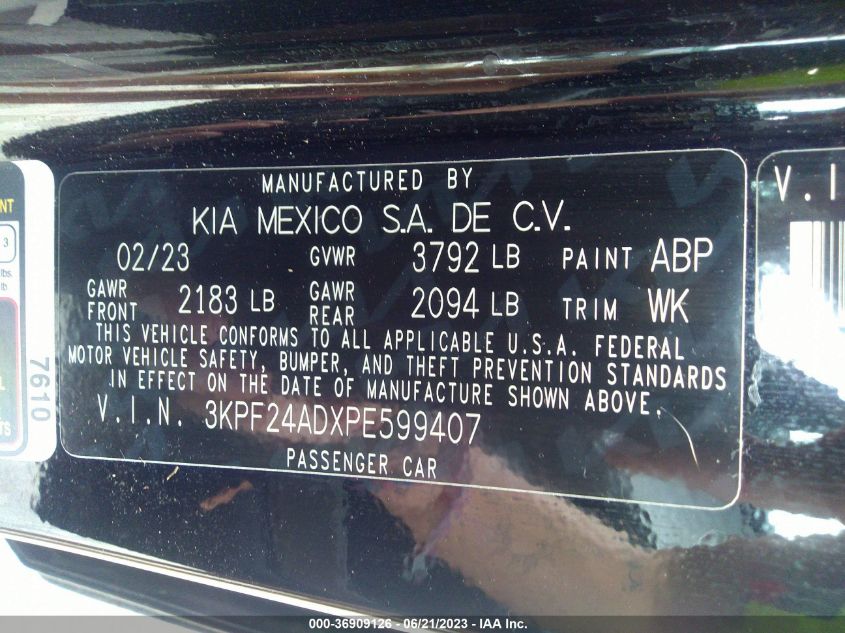 MANUFACTURED BY
KIA MEXICO S.A. DE C.V.
02/23 GVWR 3792 LB PAINT ABP
GAWR FRONT 2183 LB GAWR REAR 2094 LB TRIM WK
THIS VEHICLE CONFORMS TO ALL APPLICABLE U.S.A. FEDERAL
MOTOR VEHICLE SAFETY, BUMPER, AND THEFT PREVENTION STANDARDS
IN EFFECT ON THE DATE OF MANUFACTURE SHOWN ABOVE.
V.I.N. 3KPF24ADXPE599407
PASSENGER CAR
7610
3
lbs.
V.I
000-36909126 - 06/21/2023 - IAA Inc.